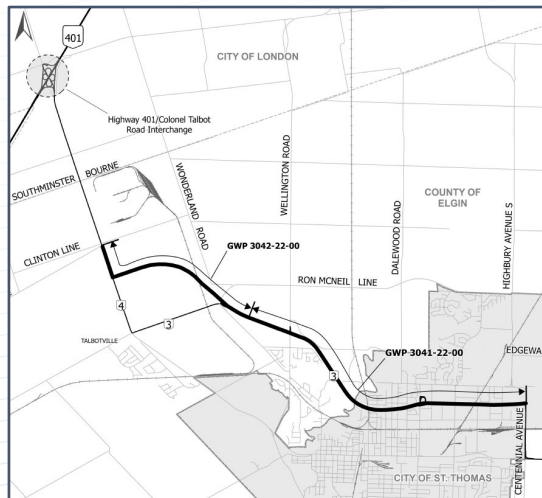 401
CITY OF LONDON
Highway 401/Colonel Talbot
Road Interchange
SOUTHMINSTER BOURNE
WONDERLAND ROAD
WELLINGTON ROAD
DALEWOOD ROAD
HIGHBURY AVENUE S
COUNTY OF
ELGIN
CLINTON LINE
GWP 3042-22-00
RON MCNEIL LINE
4
3
TALBOTVILLE
GWP 3041-22-00
3
EDGEWA
CENTENNIAL AVENUE
CITY OF ST. THOMAS